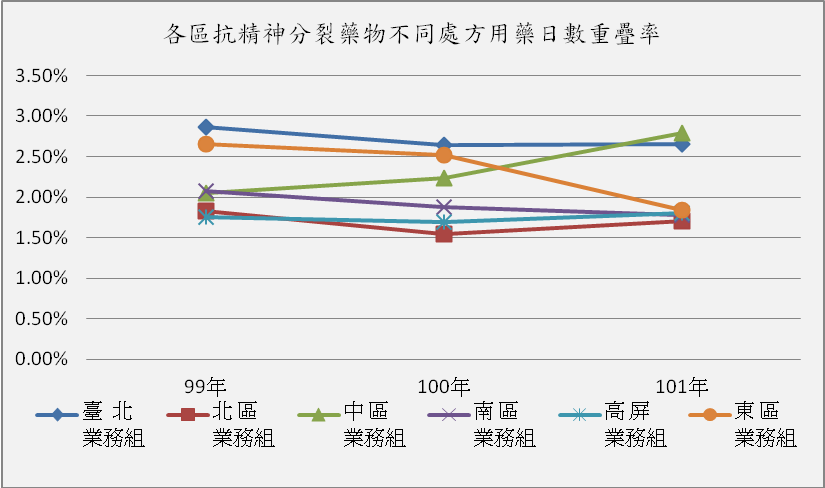 各區抗精神分裂藥物不同處方用藥日數重疊率
3.50%
3.00%
2.50%
2.00%
1.50%
1.00%
0.50%
0.00%
99年
100年
101年
臺北
業務組
北區
業務組
中區
業務組
南區
業務組
高屏
業務組
東區
業務組